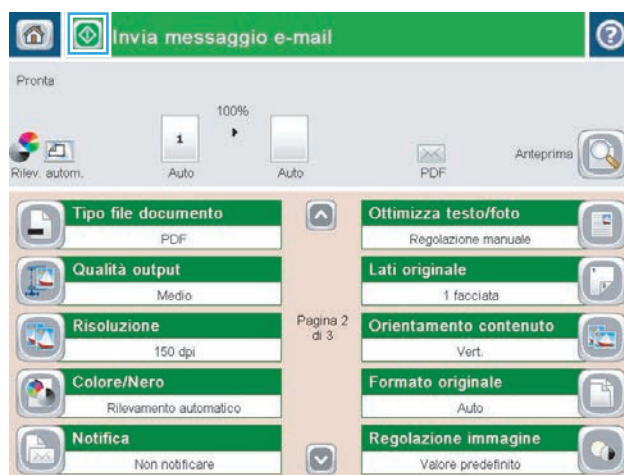 Invia messaggio e-mail
Pronta
100%
1
Rilev. autom.
Auto
Auto
PDF
Anteprima
Tipo file documento
PDF
Qualità output
Medio
Risoluzione
150 dpi
Colore/Nero
Rilevamento automatico
Notifica
Non notificare
Pagina 2
di 3
Ottimizza testo/foto
Regolazione manuale
Lati originale
1 facciata
Orientamento contenuto
Vert.
Formato originale
Auto
Regolazione immagine
Valore predefinito